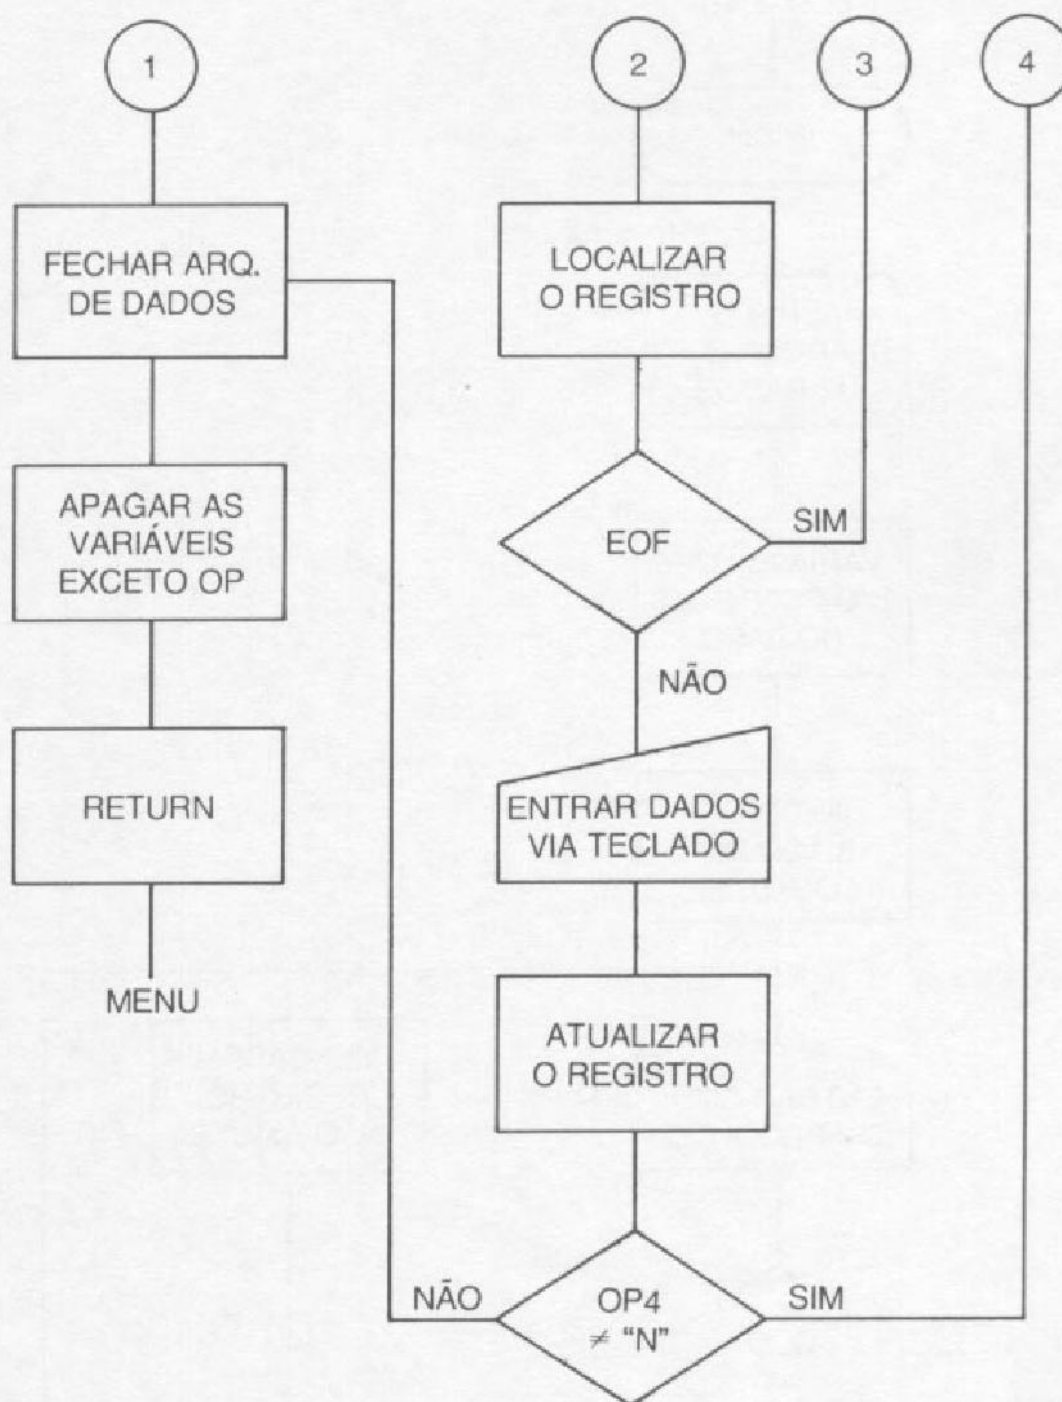 1
2
3
4
FECHAR ARQ.
DE DADOS
LOCALIZAR
O REGISTRO
APAGAR AS
VARIÁVEIS
EXCETO OP
EOF
SIM
NÃO
RETURN
ENTRAR DADOS
VIA TECLADO
MENU
ATUALIZAR
O REGISTRO
NÃO
OP4
≠ “N”
SIM